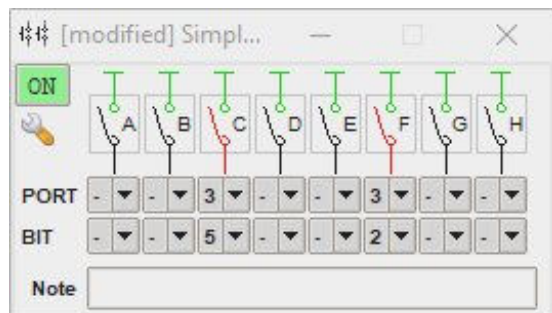 [modified] Simpl...
ON
A B C D E F G H
PORT - - 3 - - 3 - -
BIT - - 5 - - 2 - -
Note